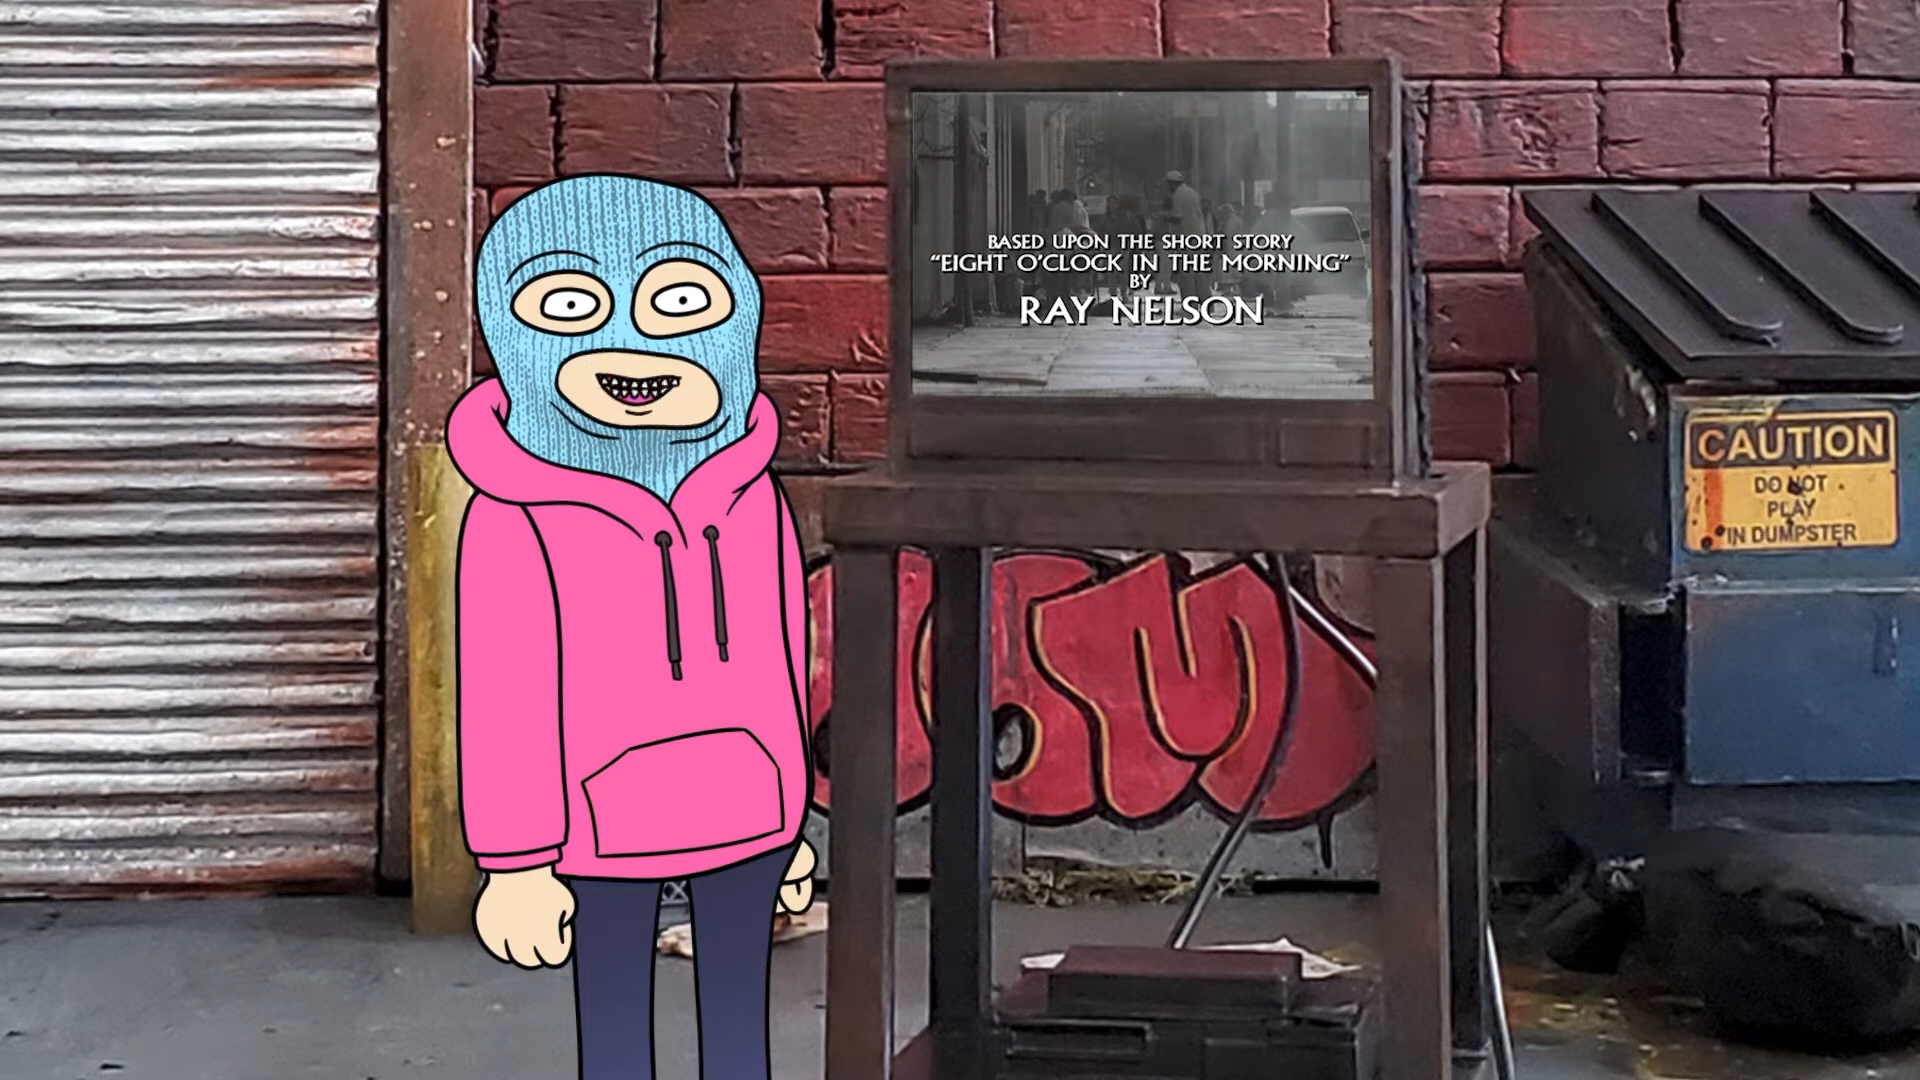 BASED UPON THE SHORT STORY
“EIGHT O’CLOCK IN THE MORNING”
BY
RAY NELSON
CAUTION
DO NOT
PLAY
IN DUMPSTER